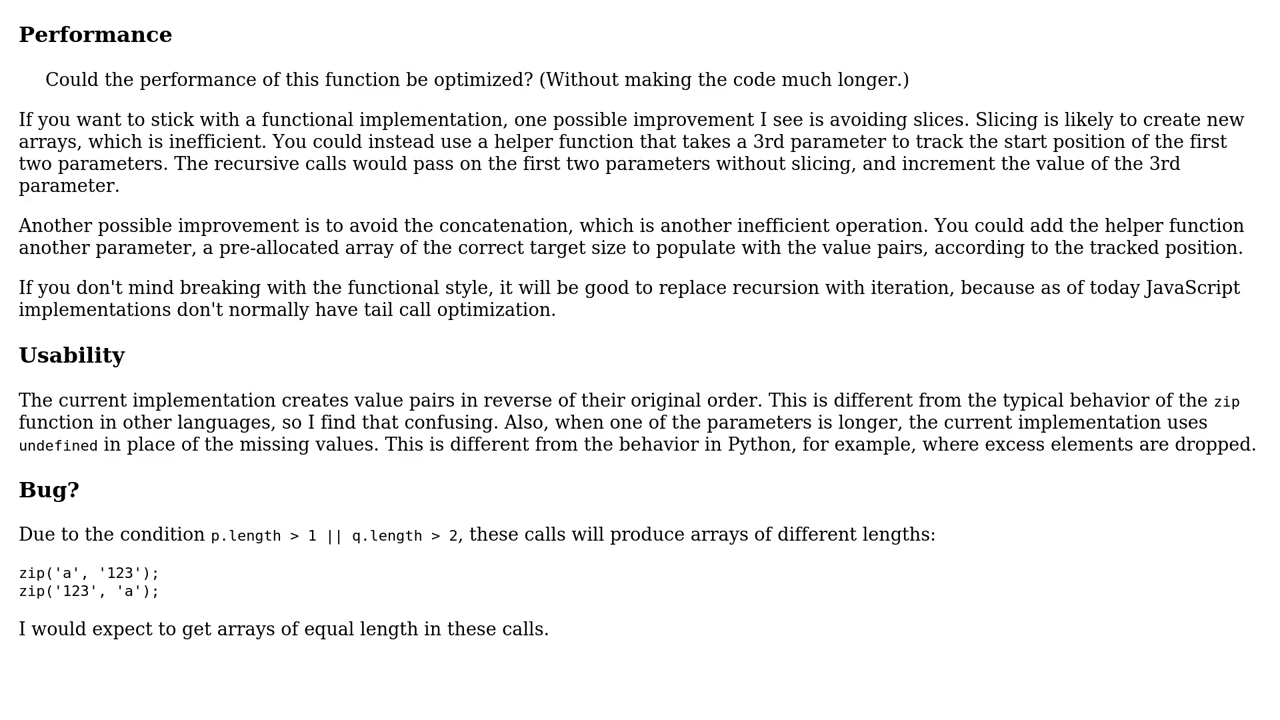 Performance
Could the performance of this function be optimized? (Without making the code much longer.)
If you want to stick with a functional implementation, one possible improvement I see is avoiding slices. Slicing is likely to create new
arrays, which is inefficient. You could instead use a helper function that takes a 3rd parameter to track the start position of the first
two parameters. The recursive calls would pass on the first two parameters without slicing, and increment the value of the 3rd
parameter.
Another possible improvement is to avoid the concatenation, which is another inefficient operation. You could add the helper function
another parameter, a pre-allocated array of the correct target size to populate with the value pairs, according to the tracked position.
If you don't mind breaking with the functional style, it will be good to replace recursion with iteration, because as of today JavaScript
implementations don't normally have tail call optimization.
Usability
The current implementation creates value pairs in reverse of their original order. This is different from the typical behavior of the zip
function in other languages, so I find that confusing. Also, when one of the parameters is longer, the current implementation uses
undefined in place of the missing values. This is different from the behavior in Python, for example, where excess elements are dropped.
Bug?
Due to the condition p.length > 1 || q.length > 2, these calls will produce arrays of different lengths:
zip('a', '123');
zip('123', 'a');
I would expect to get arrays of equal length in these calls.